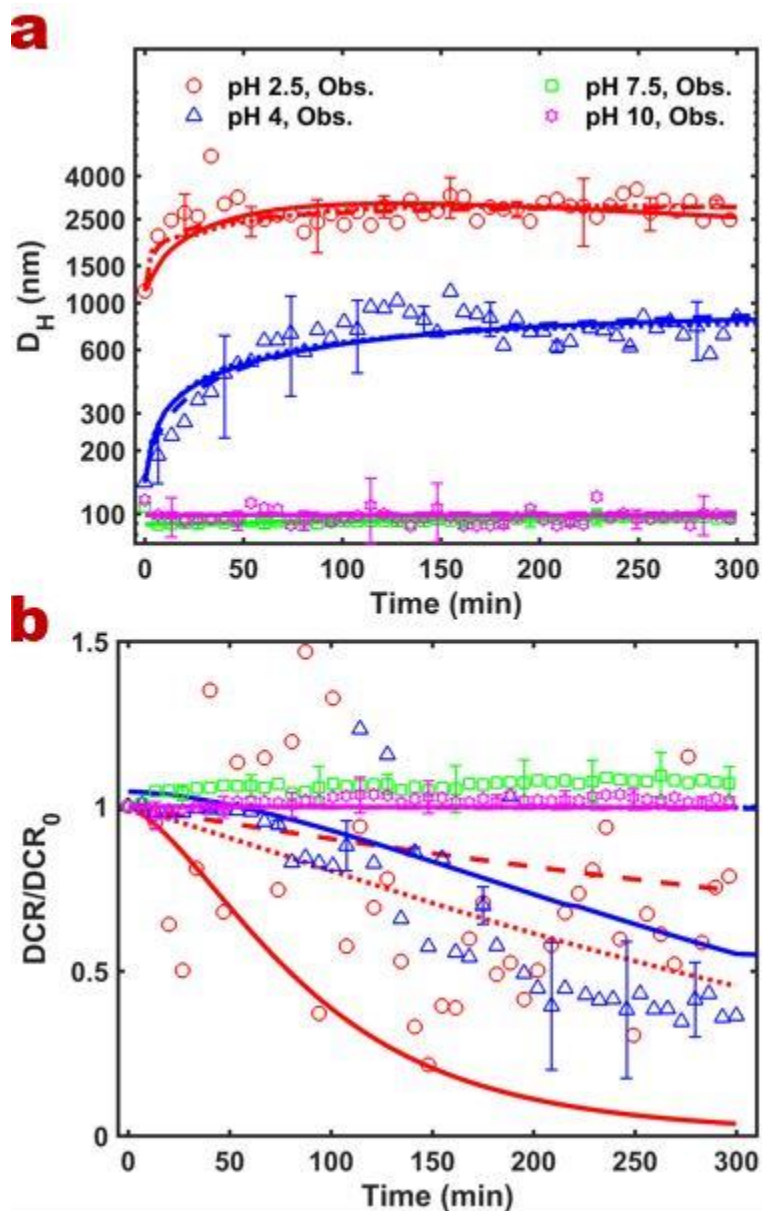 a
pH 2.5, Obs.
pH 7.5, Obs.
pH 4, Obs.
pH 10, Obs.
4000
2500
1500
1000
600
300
200
100
D_H (nm)
0 50 100 150 200 250 300
Time (min)
b
1.5
1
0.5
0
DCR/DCR_0
0 50 100 150 200 250 300
Time (min)